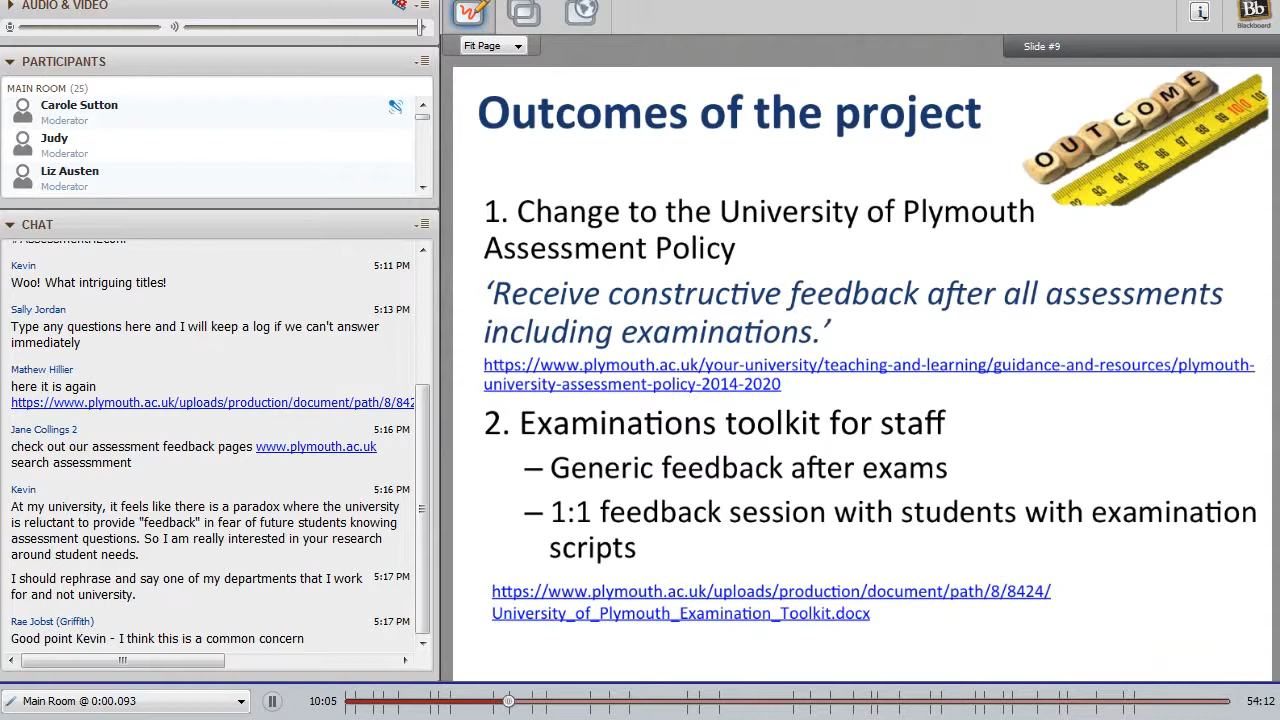 AUDIO & VIDEO
PARTICIPANTS
MAIN ROOM (25)
Carole Sutton
Moderator
Judy
Moderator
Liz Austen
Moderator
CHAT
Kevin 5:11 PM
Woo! What intriguing titles!
Sally Jordan 5:13 PM
Type any questions here and I will keep a log if we can't answer
immediately
Mathew Hillier
here it is again
https://www.plymouth.ac.uk/uploads/production/document/path/8/842
Jane Collings 2 5:16 PM
check out our assessment feedback pages www.plymouth.ac.uk
search assessmment
Kevin 5:16 PM
At my university, it feels like there is a paradox where the university
is reluctant to provide "feedback" in fear of future students knowing
assessment questions. So I am really interested in your research
around student needs.
I should rephrase and say one of my departments that I work 5:17 PM
for and not university.
Rae Jobst (Griffith) 5:17 PM
Good point Kevin - I think this is a common concern
Main Room @ 0:00.093
10:05
54:12
Bb
Blackboard
Fit Page
Slide #9
Outcomes of the project
OUTCOME
92 93 94 95 96 97 98 99 100 101
1. Change to the University of Plymouth
Assessment Policy
‘Receive constructive feedback after all assessments
including examinations.’
https://www.plymouth.ac.uk/your-university/teaching-and-learning/guidance-and-resources/plymouth-
university-assessment-policy-2014-2020
2. Examinations toolkit for staff
– Generic feedback after exams
– 1:1 feedback session with students with examination
scripts
https://www.plymouth.ac.uk/uploads/production/document/path/8/8424/
University_of_Plymouth_Examination_Toolkit.docx